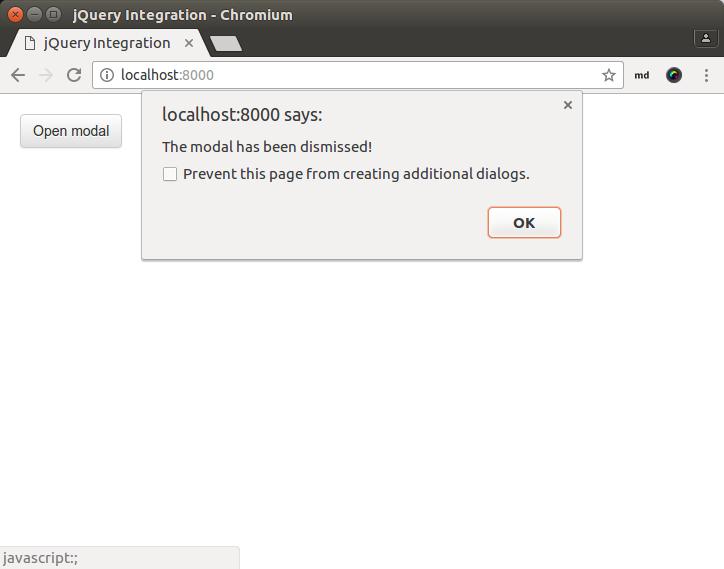 jQuery Integration - Chromium
jQuery Integration
localhost:8000
md
Open modal
localhost:8000 says:
The modal has been dismissed!
Prevent this page from creating additional dialogs.
OK
javascript:;